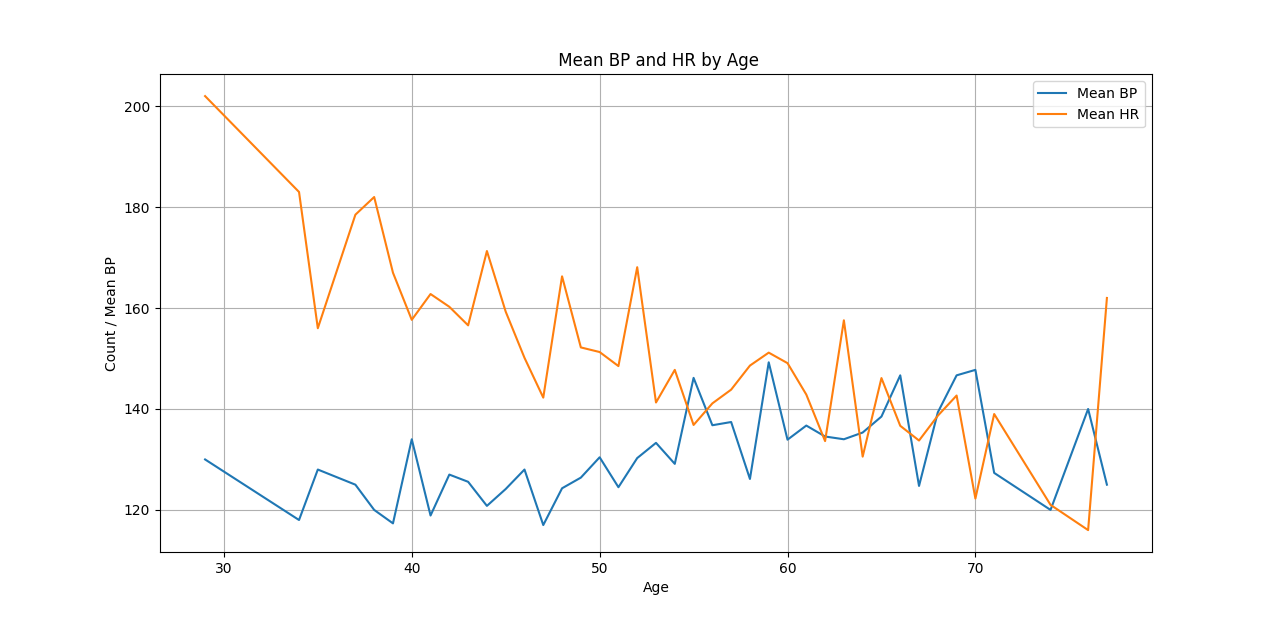 Mean BP and HR by Age
Mean BP
Mean HR
200
180
160
140
120
Count / Mean BP
30 40 50 60 70
Age